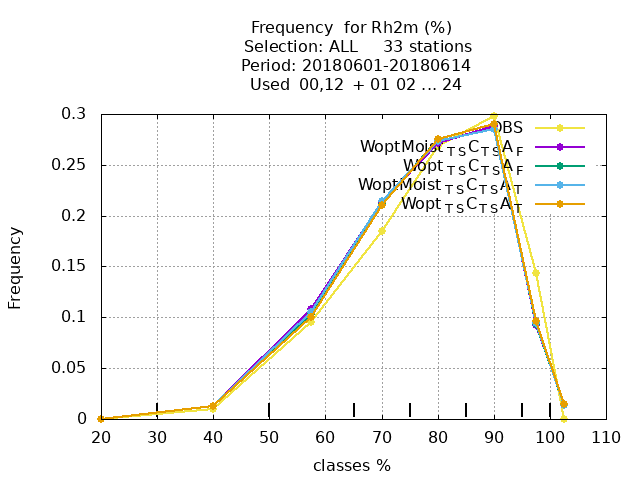 Frequency for Rh2m (%)
Selection: ALL 33 stations
Period: 20180601-20180614
Used 00,12 + 01 02 ... 24
0.3
0.25
0.2
0.15
0.1
0.05
0
Frequency
OBS
WoptMoist TS C TS A F
Wopt TS C TS A F
WoptMoist TS C TS A T
Wopt TS C TS A T
20 30 40 50 60 70 80 90 100 110
classes %